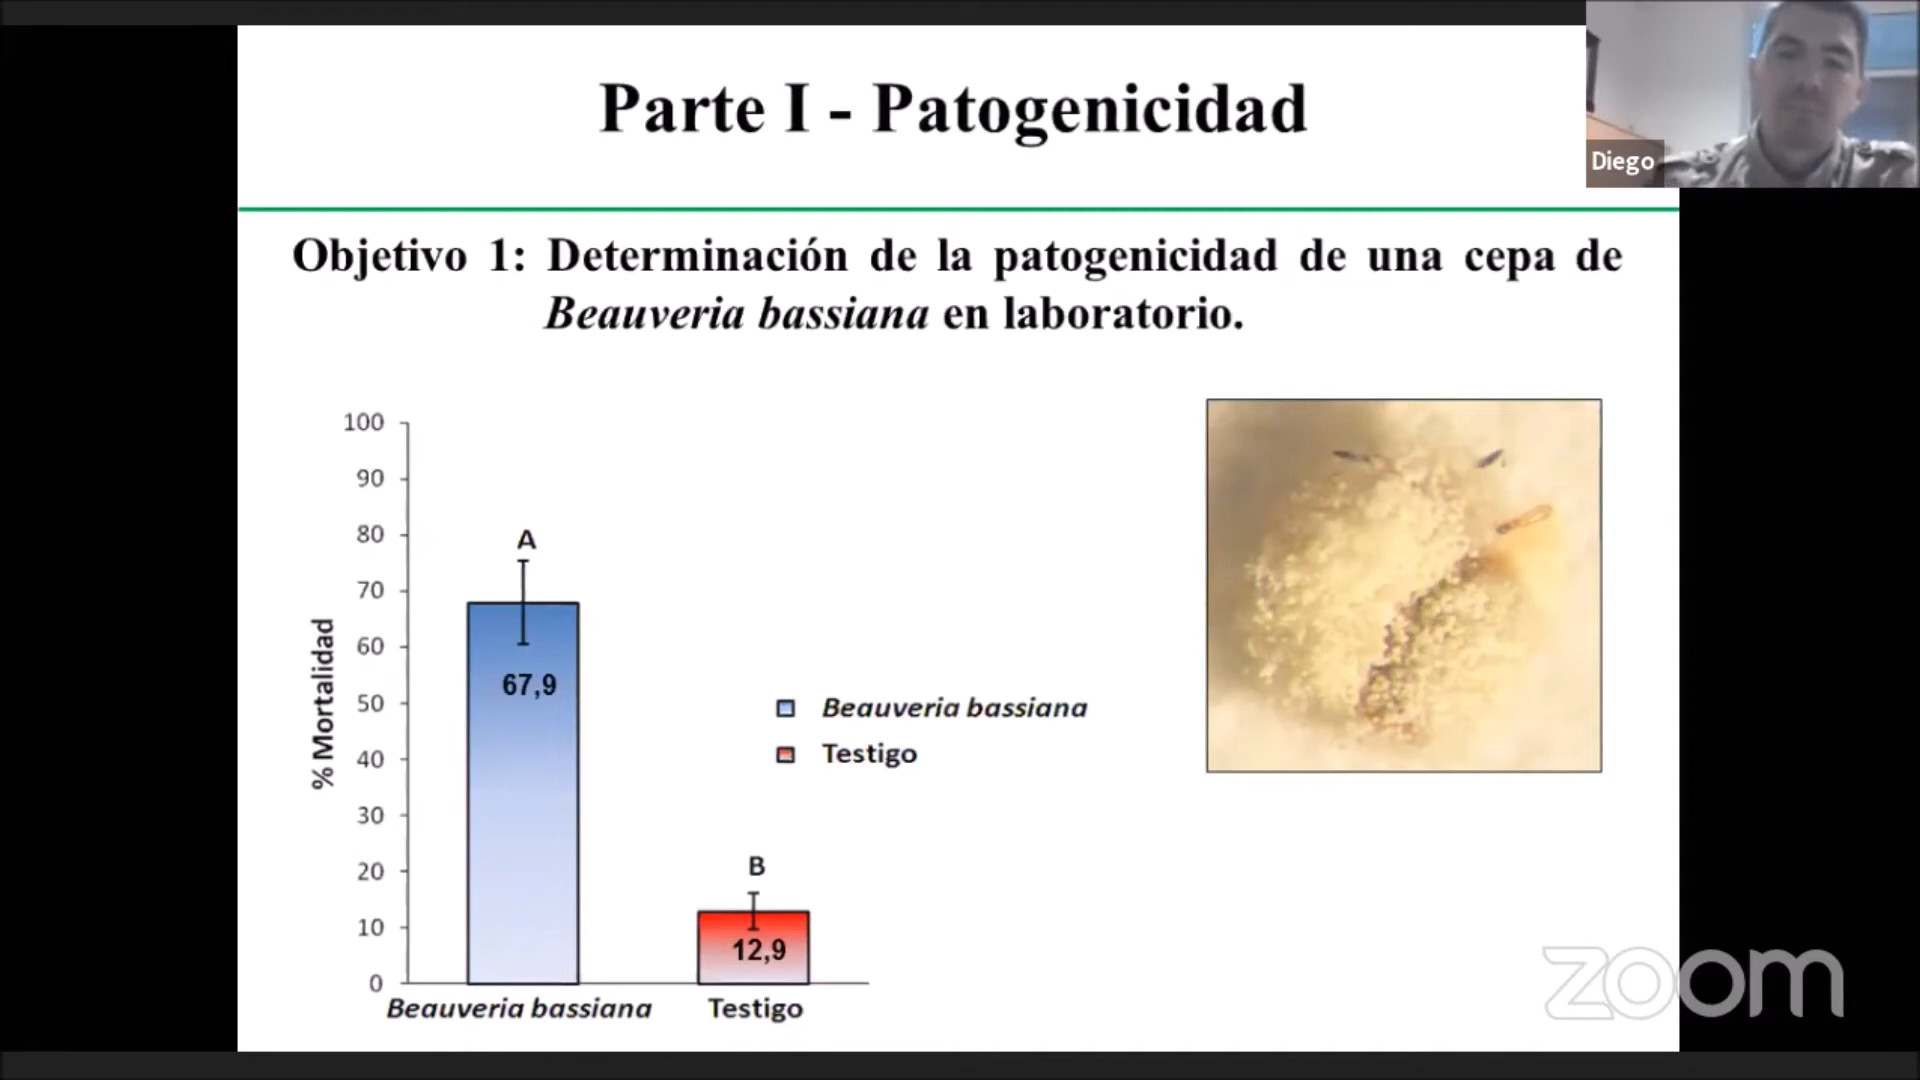 Parte I - Patogenicidad
Diego
Objetivo 1: Determinación de la patogenicidad de una cepa de
Beauveria bassiana en laboratorio.
100
90
80
70
60
50
40
30
20
10
0
% Mortalidad
A
67,9
B
12,9
Beauveria bassiana
Testigo
Beauveria bassiana
Testigo
zoom